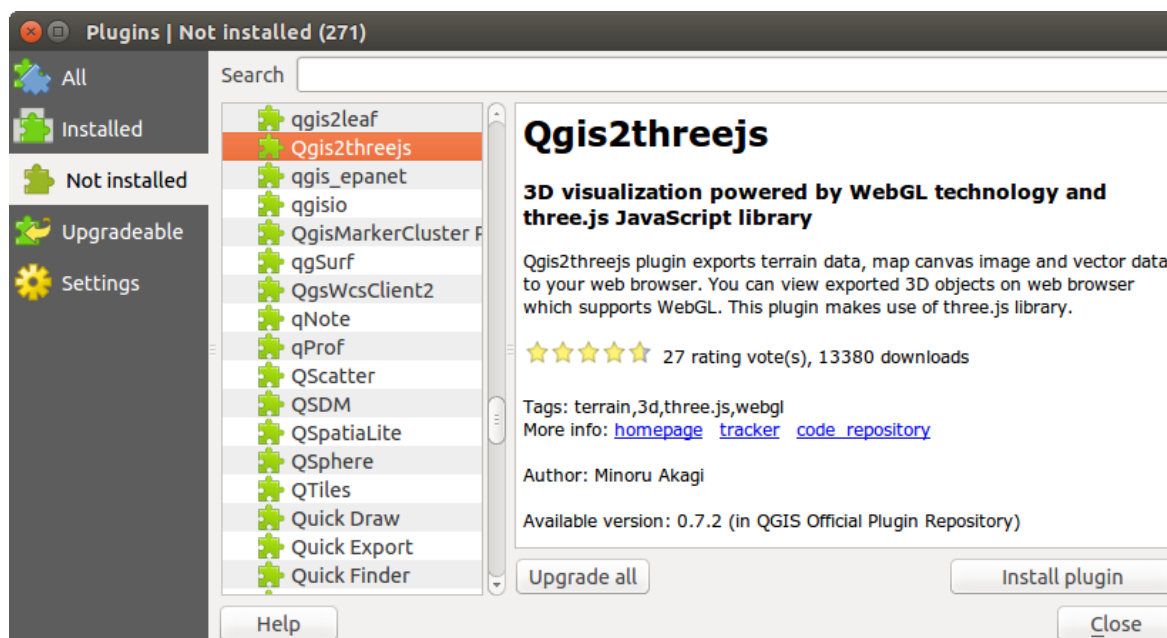 Plugins | Not installed (271)
All
Installed
Not installed
Upgradeable
Settings
Search
qgis2leaf
Qgis2threejs
qgis_epanet
qgisio
QgisMarkerCluster
qgSurf
QgsWcsClient2
qNote
qProf
QScatter
QSDM
QSpatiaLite
QSphere
QTiles
Quick Draw
Quick Export
Quick Finder
Qgis2threejs
3D visualization powered by WebGL technology and
three.js JavaScript library
Qgis2threejs plugin exports terrain data, map canvas image and vector data
to your web browser. You can view exported 3D objects on web browser
which supports WebGL. This plugin makes use of three.js library.
27 rating vote(s), 13380 downloads
Tags: terrain,3d,three.js,webgl
More info: homepage tracker code_repository
Author: Minoru Akagi
Available version: 0.7.2 (in QGIS Official Plugin Repository)
Upgrade all
Install plugin
Help
Close